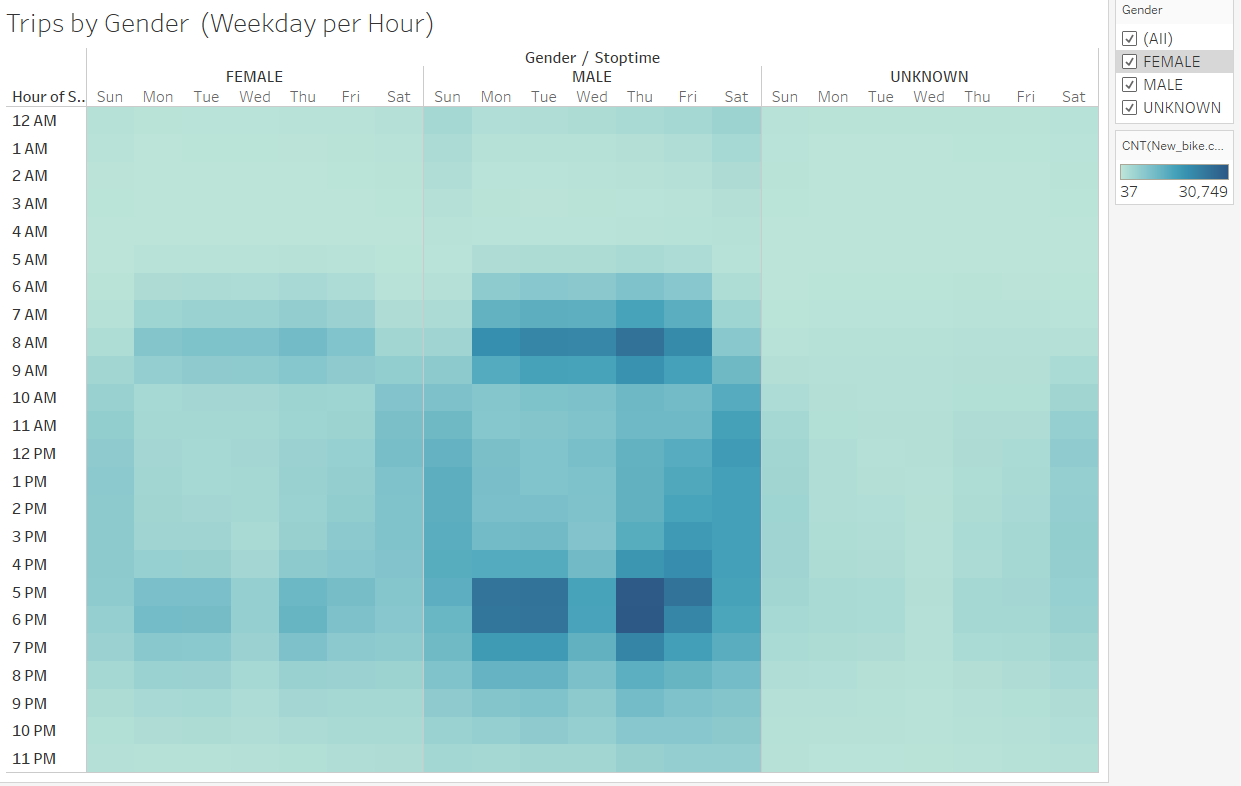 Trips by Gender (Weekday per Hour)
Gender / Stoptime
FEMALE MALE UNKNOWN
Hour of S.. Sun Mon Tue Wed Thu Fri Sat Sun Mon Tue Wed Thu Fri Sat Sun Mon Tue Wed Thu Fri Sat
12 AM
1 AM
2 AM
3 AM
4 AM
5 AM
6 AM
7 AM
8 AM
9 AM
10 AM
11 AM
12 PM
1 PM
2 PM
3 PM
4 PM
5 PM
6 PM
7 PM
8 PM
9 PM
10 PM
11 PM
Gender
(All)
FEMALE
MALE
UNKNOWN
CNT(New_bike.c...
37 30,749